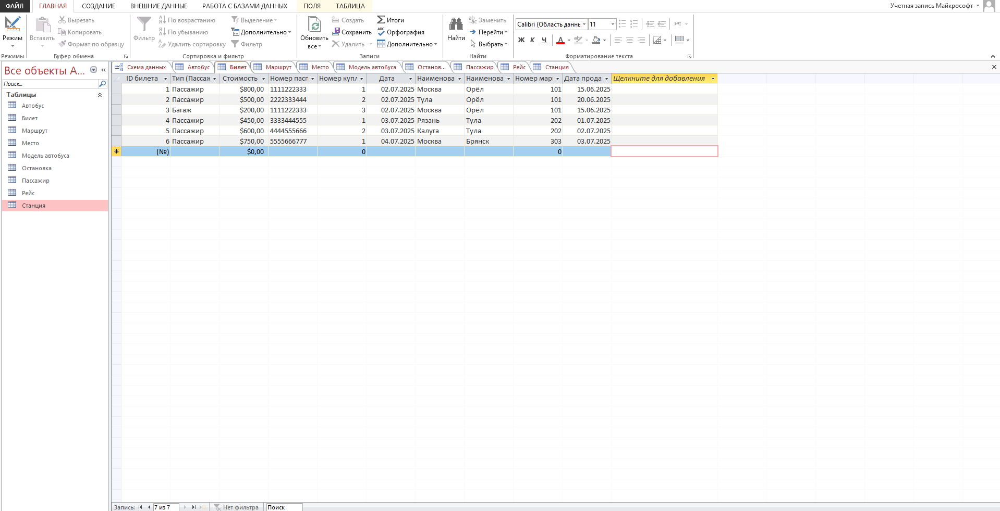 ФАЙЛ ГЛАВНАЯ СОЗДАНИЕ ВНЕШНИЕ ДАННЫЕ РАБОТА С БАЗАМИ ДАННЫХ ПОЛЯ ТАБЛИЦА Учетная запись Майкрософт
Режим
Режимы
Вставить
Вырезать
Копировать
Формат по образцу
Буфер обмена
Фильтр
По возрастанию
По убыванию
Удалить сортировку
Выделение
Дополнительно
Фильтр
Сортировка и фильтр
Обновить
все
Создать
Сохранить
Удалить
Итоги
Орфография
Дополнительно
Записи
Найти
Заменить
Перейти
Выбрать
Найти
Calibri (Область данн 11
Ж К Ч
Форматирование текста
Все объекты A...
Поиск...
Таблицы
Автобус
Билет
Маршрут
Место
Модель автобуса
Остановка
Пассажир
Рейс
Станция
Схема данных Автобус Билет Маршрут Место Модель автобуса Останов... Пассажир Рейс Станция
ID билета Тип (Пассаж Стоимость Номер пасп Номер купл Дата Наименова Наименова Номер марш Дата прода Щелкните для добавления
1 Пассажир $800,00 1111222333 1 02.07.2025 Москва Орёл 101 15.06.2025
2 Пассажир $500,00 2222333444 2 02.07.2025 Тула Орёл 101 20.06.2025
3 Багаж $200,00 1111222333 3 02.07.2025 Москва Орёл 101 15.06.2025
4 Пассажир $450,00 3333444555 1 03.07.2025 Рязань Тула 202 01.07.2025
5 Пассажир $600,00 4444555666 2 03.07.2025 Калуга Тула 202 02.07.2025
6 Пассажир $750,00 5555666777 1 04.07.2025 Москва Брянск 303 03.07.2025
(№) $0,00 0 0
Запись: 7 из 7 Нет фильтра Поиск